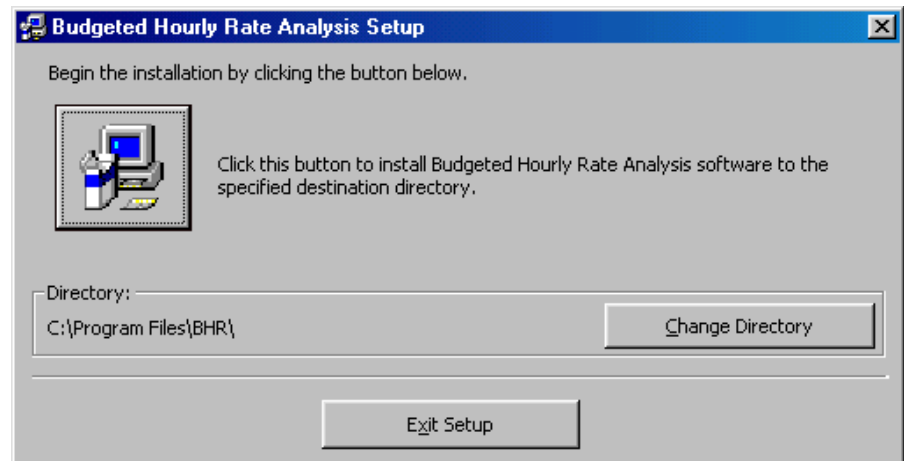 Budgeted Hourly Rate Analysis Setup
Begin the installation by clicking the button below.
Click this button to install Budgeted Hourly Rate Analysis software to the
specified destination directory.
Directory:
C:\Program Files\BHR\
Change Directory
Exit Setup